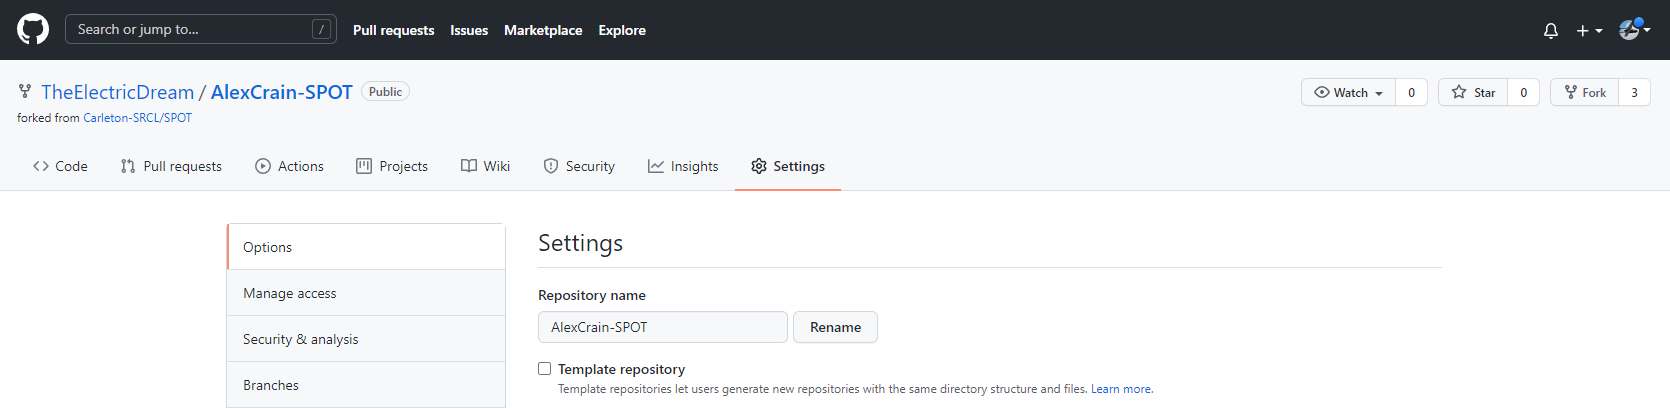 Search or jump to... /
Pull requests Issues Marketplace Explore
TheElectricDream / AlexCrain-SPOT Public
Watch 0 Star 0 Fork 3
forked from Carleton-SRCL/SPOT
Code Pull requests Actions Projects Wiki Security Insights Settings
Options
Manage access
Security & analysis
Branches
Settings
Repository name
AlexCrain-SPOT Rename
Template repository
Template repositories let users generate new repositories with the same directory structure and files. Learn more.